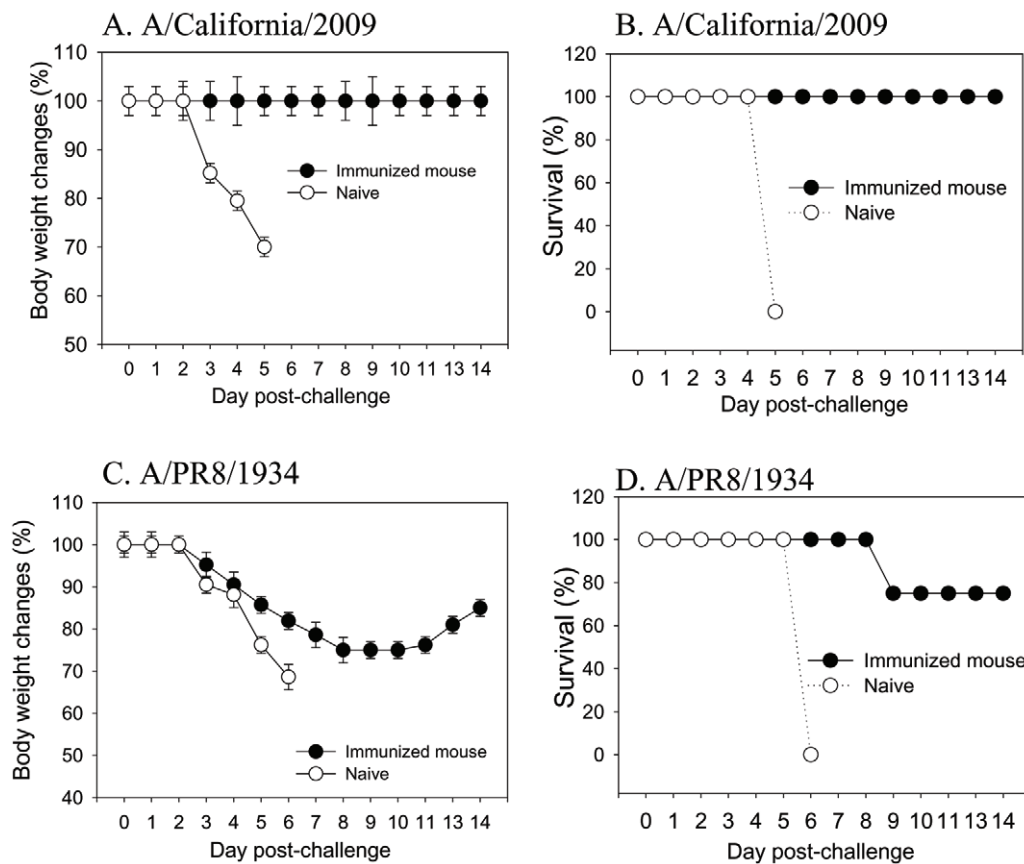 A. A/California/2009
110
100
90
80
70
60
50
Body weight changes (%)
Immunized mouse
Naive
0 1 2 3 4 5 6 7 8 9 10 11 13 14
Day post-challenge
B. A/California/2009
120
100
80
60
40
20
0
Survival (%)
Immunized mouse
Naive
0 1 2 3 4 5 6 7 8 9 10 11 13 14
Day post-challenge
C. A/PR8/1934
110
100
90
80
70
60
50
40
Body weight changes (%)
Immunized mouse
Naive
0 1 2 3 4 5 6 7 8 9 10 11 13 14
Day post-challenge
D. A/PR8/1934
120
100
80
60
40
20
0
Survival (%)
Immunized mouse
Naive
0 1 2 3 4 5 6 7 8 9 10 11 13 14
Day post-challenge